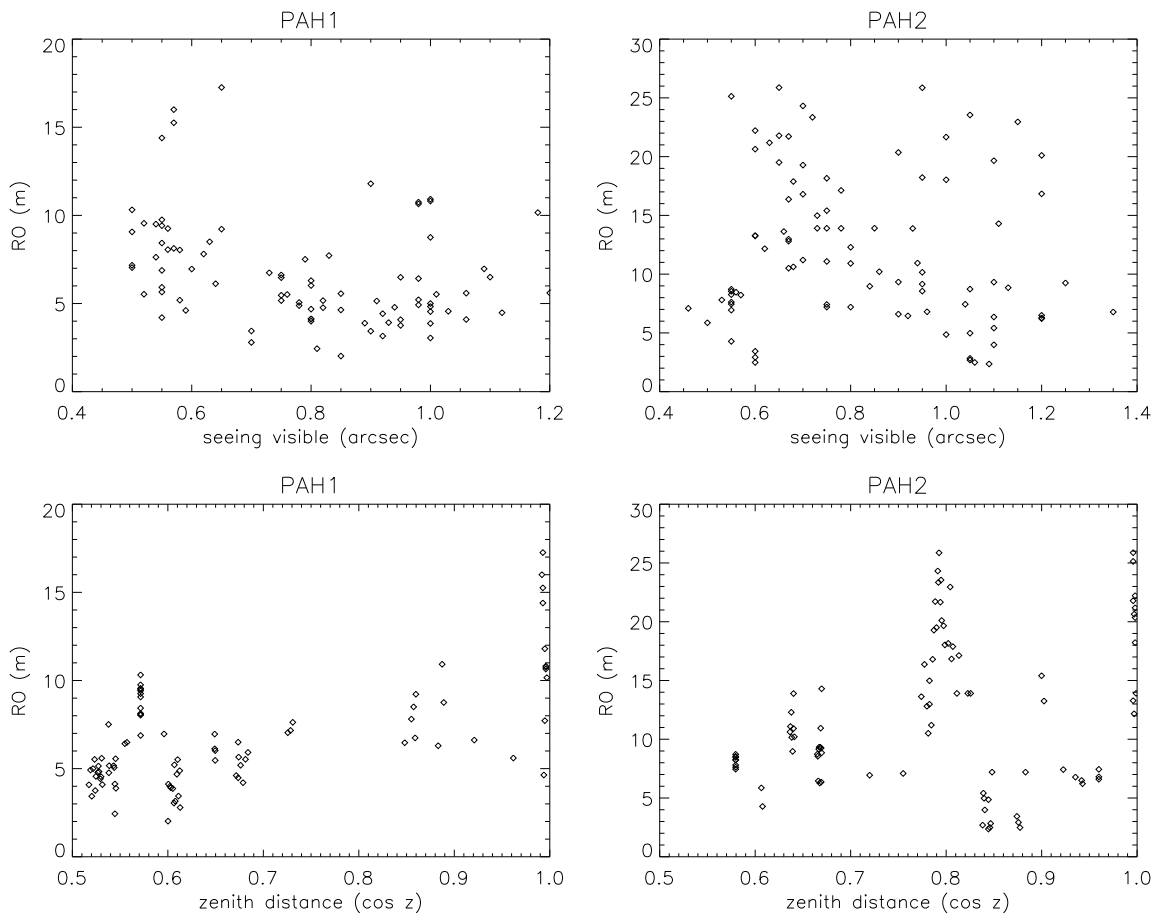 PAH1
20
15
10
5
0
R0 (m)
0.4 0.6 0.8 1.0 1.2
seeing visible (arcsec)
PAH2
30
25
20
15
10
5
0
R0 (m)
0.4 0.6 0.8 1.0 1.2 1.4
seeing visible (arcsec)
PAH1
20
15
10
5
0
R0 (m)
0.5 0.6 0.7 0.8 0.9 1.0
zenith distance (cos z)
PAH2
30
25
20
15
10
5
0
R0 (m)
0.5 0.6 0.7 0.8 0.9 1.0
zenith distance (cos z)